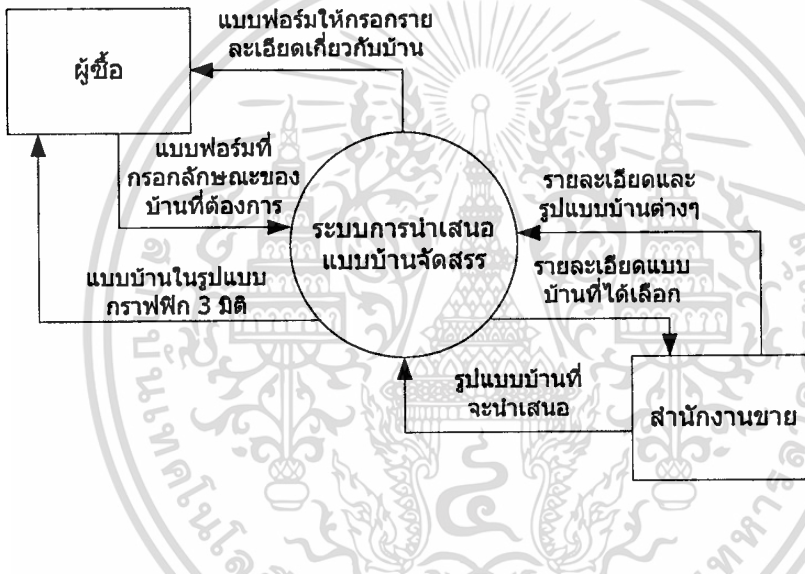 แบบฟอร์มให้กรอกราย
ละเอียดเกี่ยวกับบ้าน
ผู้ซื้อ
แบบฟอร์มที่
กรอกลักษณะของ
บ้านที่ต้องการ
ระบบการนำเสนอ
แบบบ้านจัดสรร
รายละเอียดและ
รูปแบบบ้านต่างๆ
แบบบ้านในรูปแบบ
กราฟฟิก 3 มิติ
รายละเอียดแบบ
บ้านที่ได้เลือก
รูปแบบบ้านที่
จะนำเสนอ
สำนักงานขาย